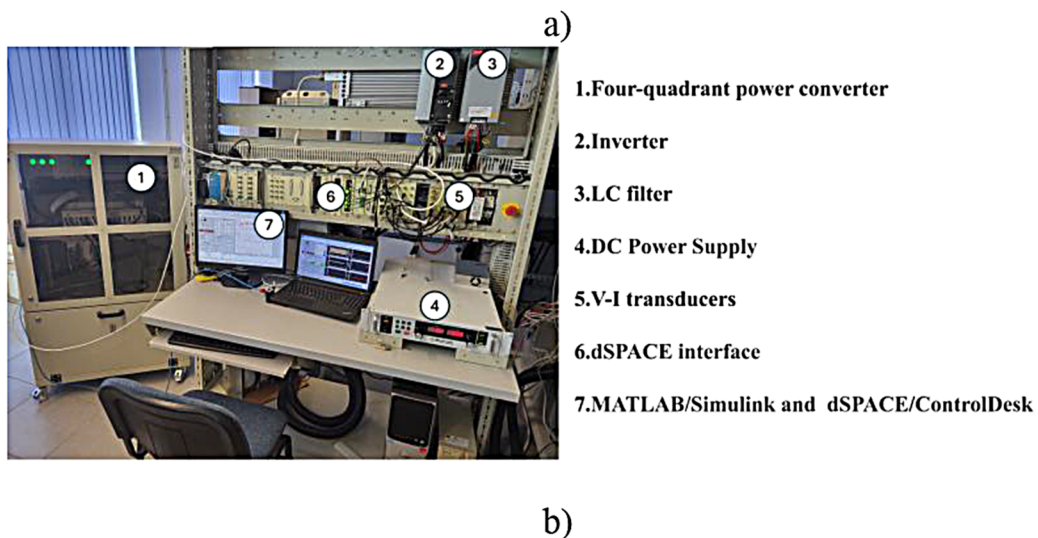 a)
1.Four-quadrant power converter
2.Inverter
3.LC filter
4.DC Power Supply
5.V-I transducers
6.dSPACE interface
7.MATLAB/Simulink and dSPACE/ControlDesk
2
3
1
6
5
7
4
b)